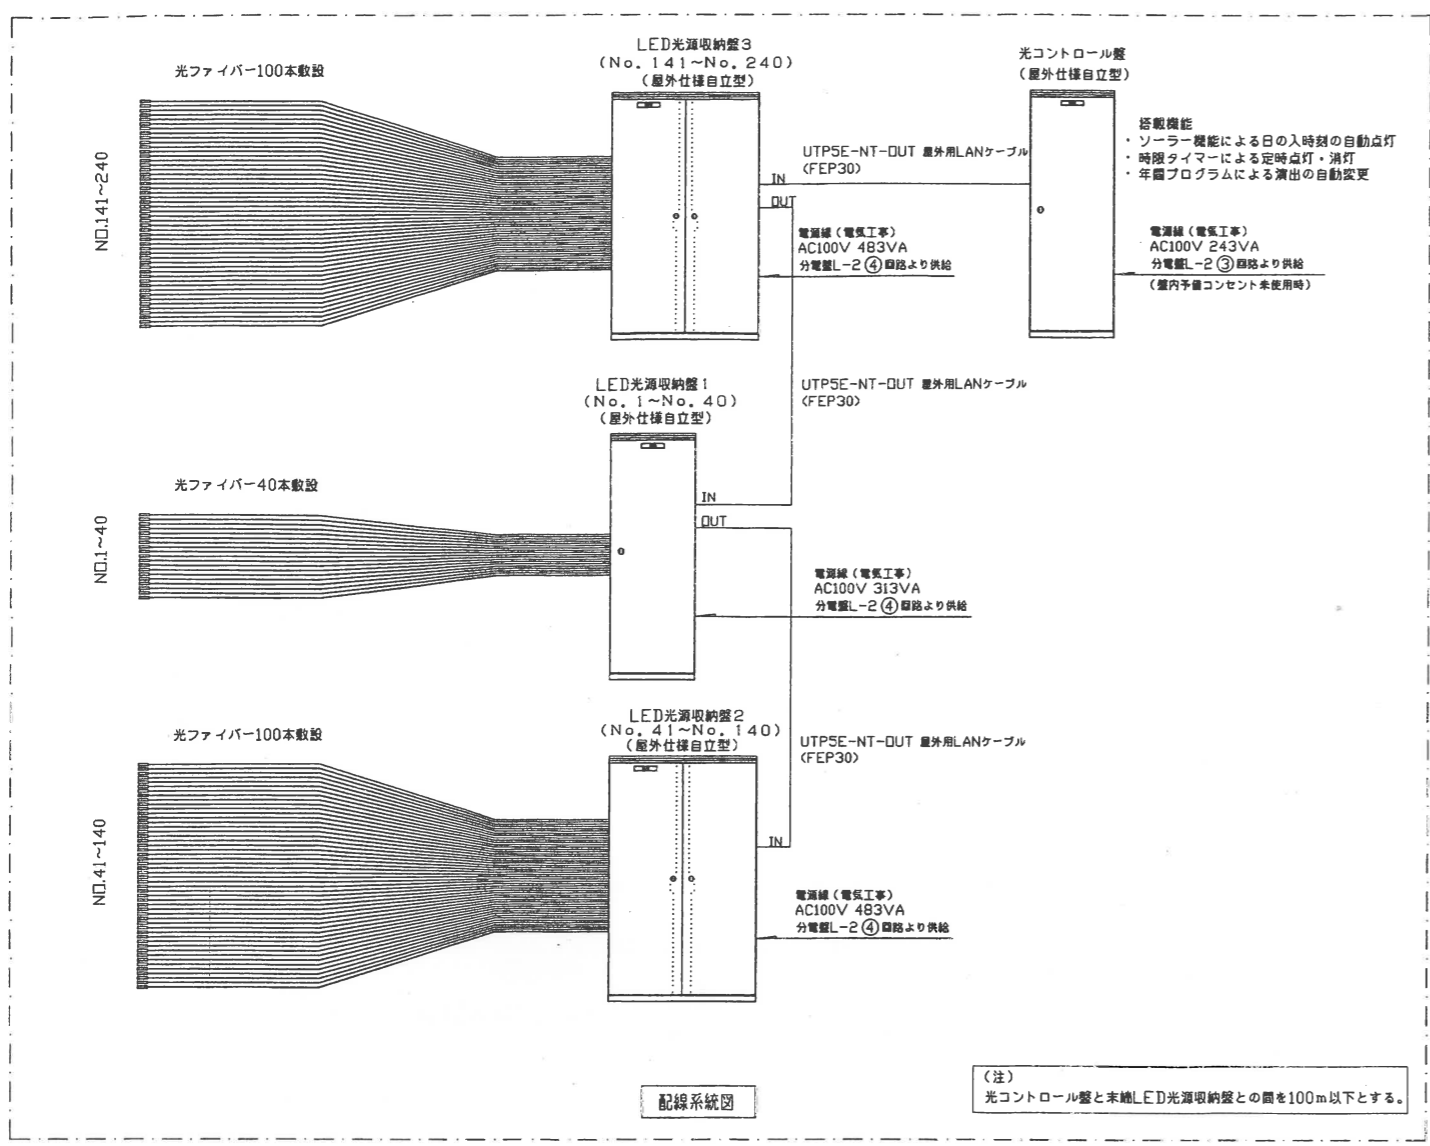 光ファイバー100本敷設
NO.141~240
LED光源収納盤3
(No. 141~No. 240)
(屋外仕様自立型)
UTP5E-NT-OUT 屋外用LANケーブル
(FEP30)
IN
OUT
電源線(電気工事)
AC100V 483VA
分電盤L-2④回路より供給
光コントロール盤
(屋外仕様自立型)
搭載機能
・ ソーラー機能による日の入時刻の自動点灯
・ 時限タイマーによる定時点灯・消灯
・ 年間プログラムによる演出の自動変更
電源線(電気工事)
AC100V 243VA
分電盤L-2③回路より供給
(盤内予備コンセント未使用時)
光ファイバー40本敷設
NO.1~40
LED光源収納盤1
(No. 1~No. 40)
(屋外仕様自立型)
UTP5E-NT-OUT 屋外用LANケーブル
(FEP30)
IN
OUT
電源線(電気工事)
AC100V 313VA
分電盤L-2④回路より供給
光ファイバー100本敷設
NO.41~140
LED光源収納盤2
(No. 41~No. 140)
(屋外仕様自立型)
UTP5E-NT-OUT 屋外用LANケーブル
(FEP30)
IN
電源線(電気工事)
AC100V 483VA
分電盤L-2④回路より供給
配線系統図
(注)
光コントロール盤と末端LED光源収納盤との間を100m以下とする。